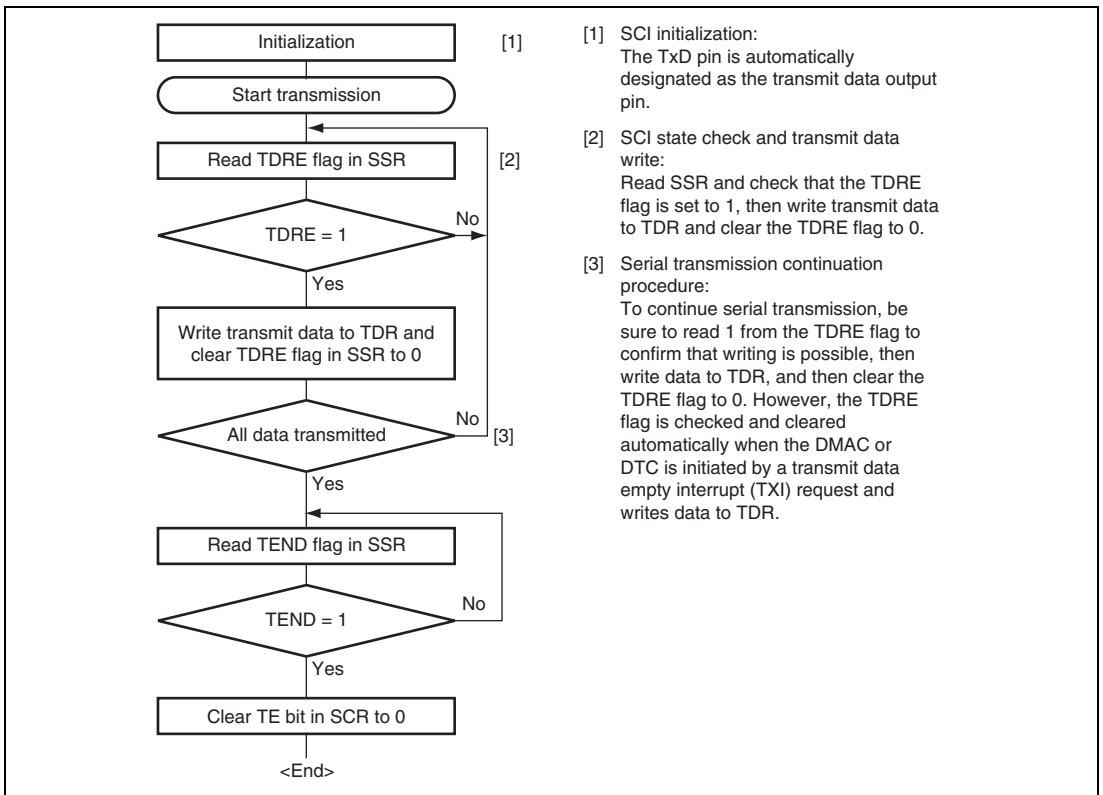 Initialization [1]
Start transmission
Read TDRE flag in SSR [2]
No
TDRE = 1
Yes
Write transmit data to TDR and
clear TDRE flag in SSR to 0
No
All data transmitted [3]
Yes
Read TEND flag in SSR
No
TEND = 1
Yes
Clear TE bit in SCR to 0
<End>
[1] SCI initialization:
The TxD pin is automatically
designated as the transmit data output
pin.
[2] SCI state check and transmit data
write:
Read SSR and check that the TDRE
flag is set to 1, then write transmit data
to TDR and clear the TDRE flag to 0.
[3] Serial transmission continuation
procedure:
To continue serial transmission, be
sure to read 1 from the TDRE flag to
confirm that writing is possible, then
write data to TDR, and then clear the
TDRE flag to 0. However, the TDRE
flag is checked and cleared
automatically when the DMAC or
DTC is initiated by a transmit data
empty interrupt (TXI) request and
writes data to TDR.